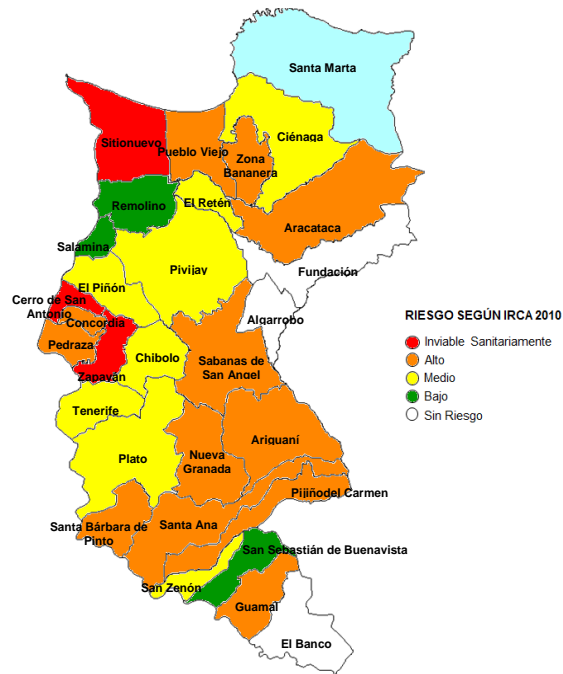 Santa Marta
Ciénaga
Sitionuevo
Pueblo Viejo
Zona
Bananera
Remolino
El Retén
Aracataca
Salamina
Pivijay
Fundación
El Piñón
Cerro de San
Antonio
Concordia
Algarrobo
Pedraza
Chibolo
Zapayán
Sabanas de
San Angel
Tenerife
Ariguaní
Plato
Nueva
Granada
Pijiñodel Carmen
Santa Bárbara de
Pinto
Santa Ana
San Sebastián de Buenavista
San Zenón
Guamal
El Banco
RIESGO SEGÚN IRCA 2010
Inviable Sanitariamente
Alto
Medio
Bajo
Sin Riesgo